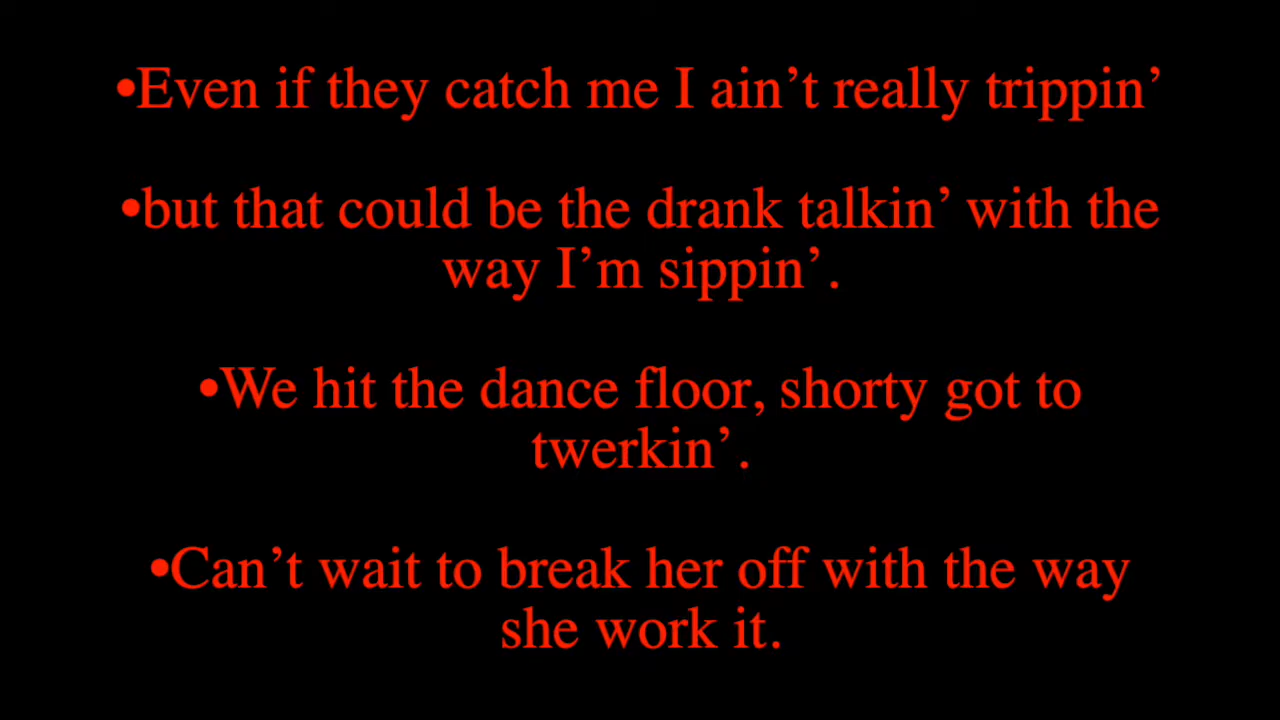 •Even if they catch me I ain’t really trippin’
•but that could be the drank talkin’ with the
way I’m sippin’.
•We hit the dance floor, shorty got to
twerkin’.
•Can’t wait to break her off with the way
she work it.